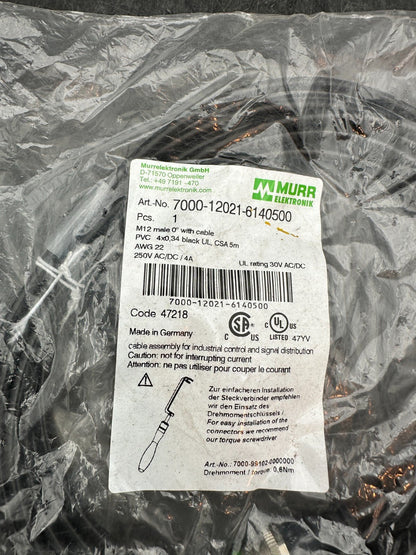 Murrelektronik GmbH
D-71570 Oppenweiler
Tel.: +49 7191 -470
www.murrelektronik.com
MURR
ELEKTRONIK
Art.-No. 7000-12021-6140500
Pcs. 1
M12 male 0° with cable
PVC 4x0,34 black UL, CSA 5m
AWG 22
250V AC/DC / 4A UL rating 30V AC/DC
7000-12021-6140500
Code 47218
Made in Germany
CSA US
C UL US LISTED 47YV
cable assembly for industrial control and signal distribution
Caution: not for interrupting current
Attention: ne pas utiliser pour couper le courant
Zur einfacheren Installation
der Steckverbinder empfehlen
wir den Einsatz des
Drehmomentschlüssels /
For easy installation of the
connectors we recommend
our torque screwdriver
Art.-No.: 7000-99102-0000000
Drehmoment / torque: 0,6Nm